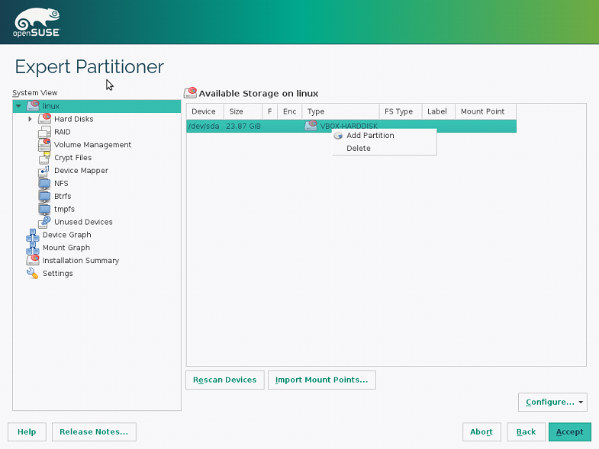 openSUSE
Expert Partitioner
System View
linux
Hard Disks
RAID
Volume Management
Crypt Files
Device Mapper
NFS
Btrfs
tmpfs
Unused Devices
Device Graph
Mount Graph
Installation Summary
Settings
Available Storage on linux
Device Size F Enc Type FS Type Label Mount Point
/dev/sda 23.87 GiB VBOX-HARDDISK
Add Partition
Delete
Rescan Devices Import Mount Points...
Configure...
Help Release Notes... Abort Back Accept